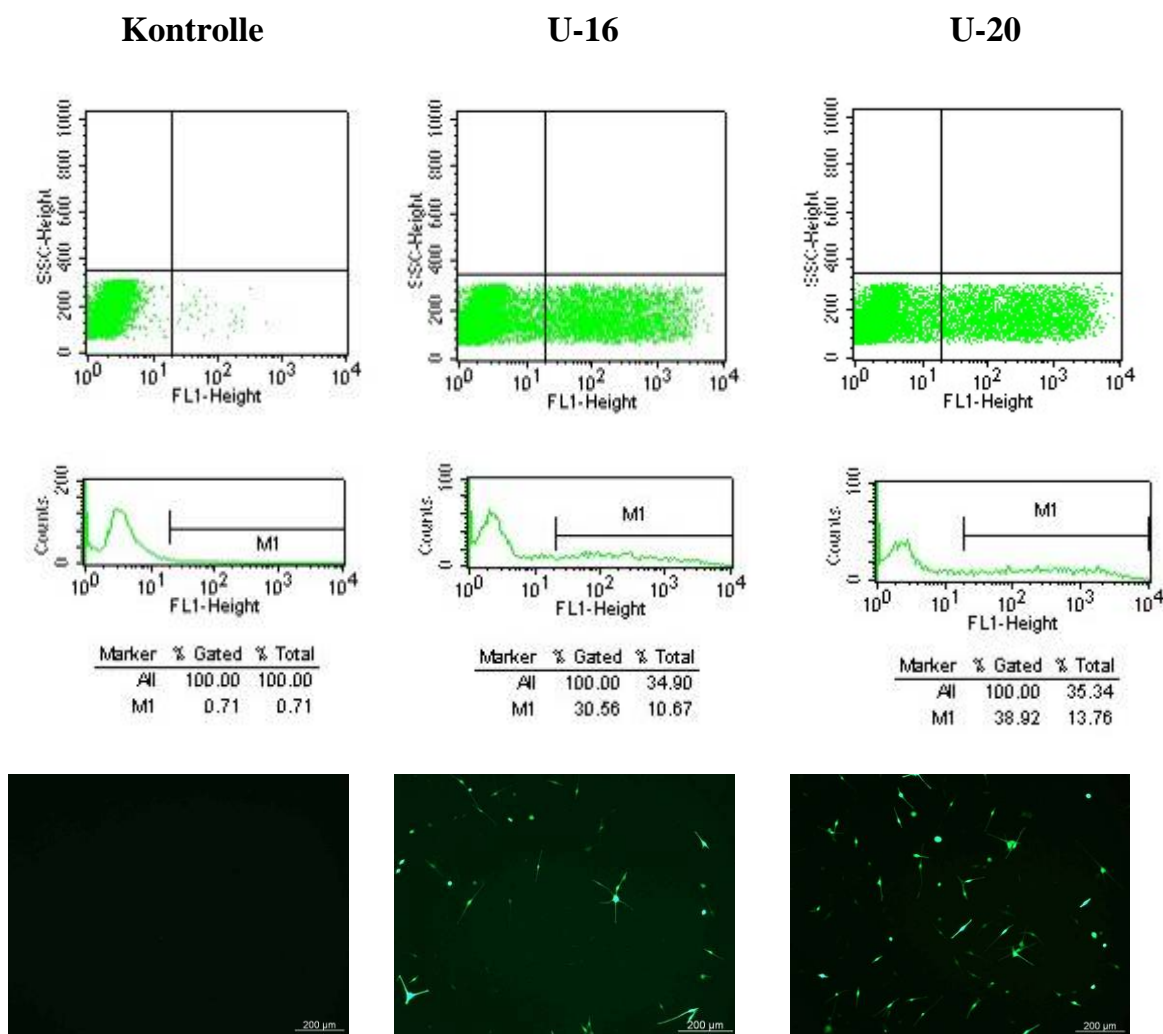 Kontrolle
U-16
U-20
SSC-Height
0 200 400 600 800 1000
10^0 10^1 10^2 10^3 10^4
FL1-Height
SSC-Height
0 200 400 600 800 1000
10^0 10^1 10^2 10^3 10^4
FL1-Height
SSC-Height
0 200 400 600 800 1000
10^0 10^1 10^2 10^3 10^4
FL1-Height
Counts
0 200
M1
10^0 10^1 10^2 10^3 10^4
FL1-Height
Counts
0 100
M1
10^0 10^1 10^2 10^3 10^4
FL1-Height
Counts
0 100
M1
10^0 10^1 10^2 10^3 10^4
FL1-Height
Marker % Gated % Total
All 100.00 100.00
M1 0.71 0.71
Marker % Gated % Total
All 100.00 34.90
M1 30.56 10.67
Marker % Gated % Total
All 100.00 35.34
M1 38.92 13.76
200 µm
200 µm
200 µm